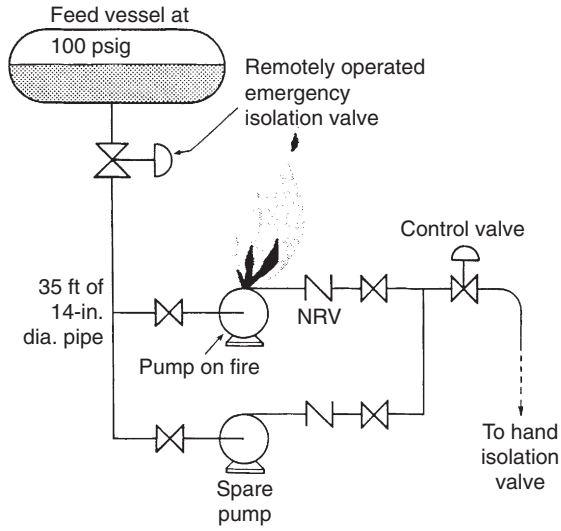 Feed vessel at
100 psig
Remotely operated
emergency
isolation valve
Control valve
35 ft of
14-in.
dia. pipe
NRV
Pump on fire
To hand
isolation
valve
Spare
pump